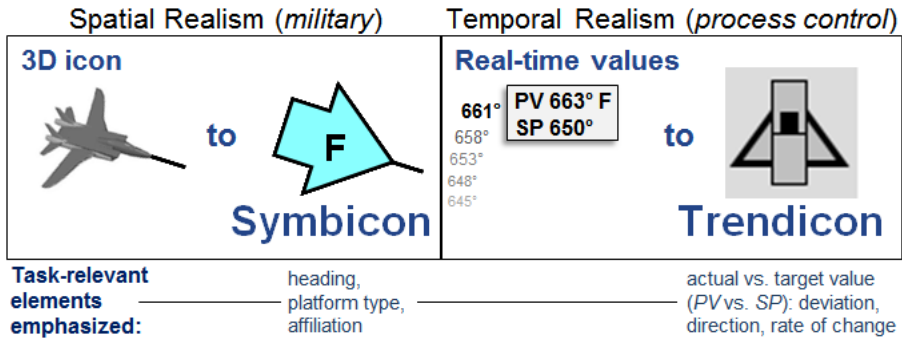 Spatial Realism (military)
Temporal Realism (process control)
3D icon
to
F
Symbicon
Real-time values
661°
658°
653°
648°
645°
PV 663° F
SP 650°
to
Trendicon
Task-relevant
elements
emphasized:
heading,
platform type,
affiliation
actual vs. target value
(PV vs. SP): deviation,
direction, rate of change